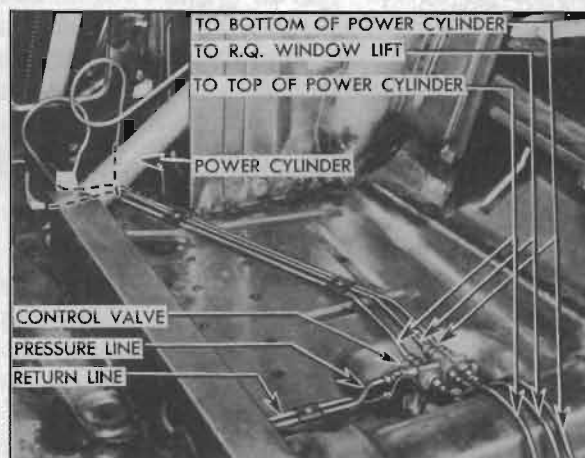 TO BOTTOM OF POWER CYLINDER
TO R.Q. WINDOW LIFT
TO TOP OF POWER CYLINDER
POWER CYLINDER
CONTROL VALVE
PRESSURE LINE
RETURN LINE